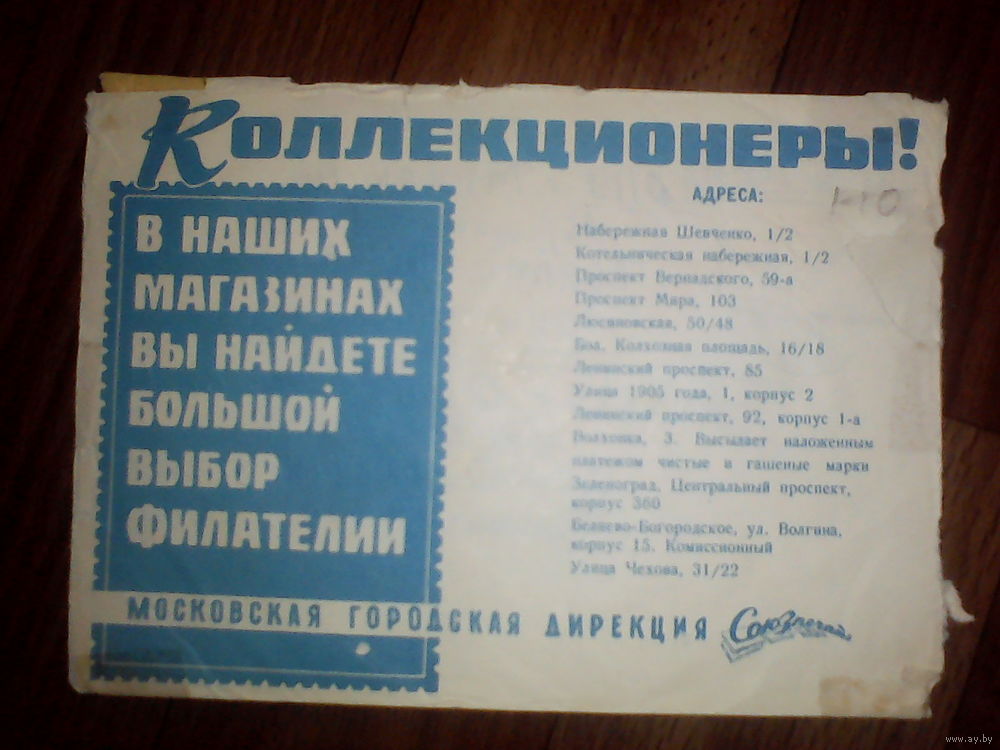 Коллекционеры!
В НАШИХ
МАГАЗИНАХ
ВЫ НАЙДЕТЕ
БОЛЬШОЙ
ВЫБОР
ФИЛАТЕЛИИ
АДРЕСА:
1-10
Набережная Шевченко, 1/2
Котельническая набережная, 1/2
Проспект Вернадского, 59-а
Проспект Мира, 103
Люсиновская, 50/48
Бол. Колхозная площадь, 16/18
Ленинский проспект, 85
Улица 1905 года, 1, корпус 2
Ленинский проспект, 92, корпус 1-а
Волхонка, 3. Высылает наложенным
платежом чистые и гашеные марки
Зеленоград, Центральный проспект,
корпус 360
Беляево-Богородское, ул. Волгина,
корпус 15. Комиссионный
Улица Чехова, 31/22
МОСКОВСКАЯ ГОРОДСКАЯ ДИРЕКЦИЯ Союзпечать
www.ay.by